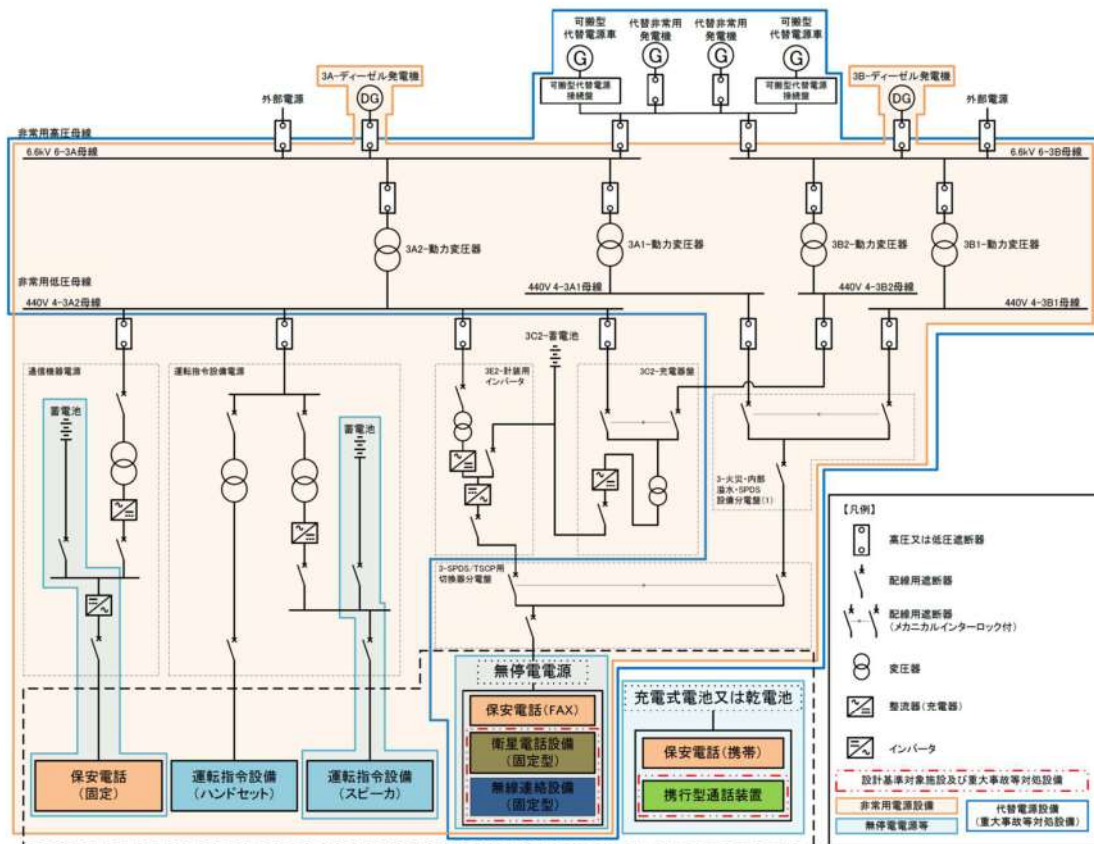 可搬型
代替電源車
代替非常用
発電機
代替非常用
発電機
可搬型
代替電源車
G
G
G
G
3A-ディーゼル発電機
3B-ディーゼル発電機
可搬型代替電源
接続盤
可搬型代替電源
接続盤
外部電源
DG
DG
外部電源
非常用高圧母線
6.6kV 6-3A母線
6.6kV 6-3B母線
3A2-動力変圧器
3A1-動力変圧器
3B2-動力変圧器
3B1-動力変圧器
非常用低圧母線
440V 4-3A1母線
440V 4-3B2母線
440V 4-3A2母線
440V 4-3B1母線
3C2-蓄電池
通信機器電源
運転指令設備電源
3E2-計装用
インバータ
3C2-充電器盤
蓄電池
蓄電池
3-火災・内部
溢水・SPDS
設備分電盤(1)
3-SPDS/TSCP用
切換器分電盤
無停電電源
充電式電池又は乾電池
保安電話(FAX)
衛星電話設備
(固定型)
無線連絡設備
(固定型)
保安電話(携帯)
携行型通話装置
保安電話
(固定)
運転指令設備
(ハンドセット)
運転指令設備
(スピーカ)
【凡例】
高圧又は低圧遮断器
配線用遮断器
配線用遮断器
(メカニカルインターロック付)
変圧器
整流器(充電器)
インバータ
設計基準対象施設及び重大事故等対処設備
非常用電源設備
無停電電源等
代替電源設備
(重大事故等対処設備)